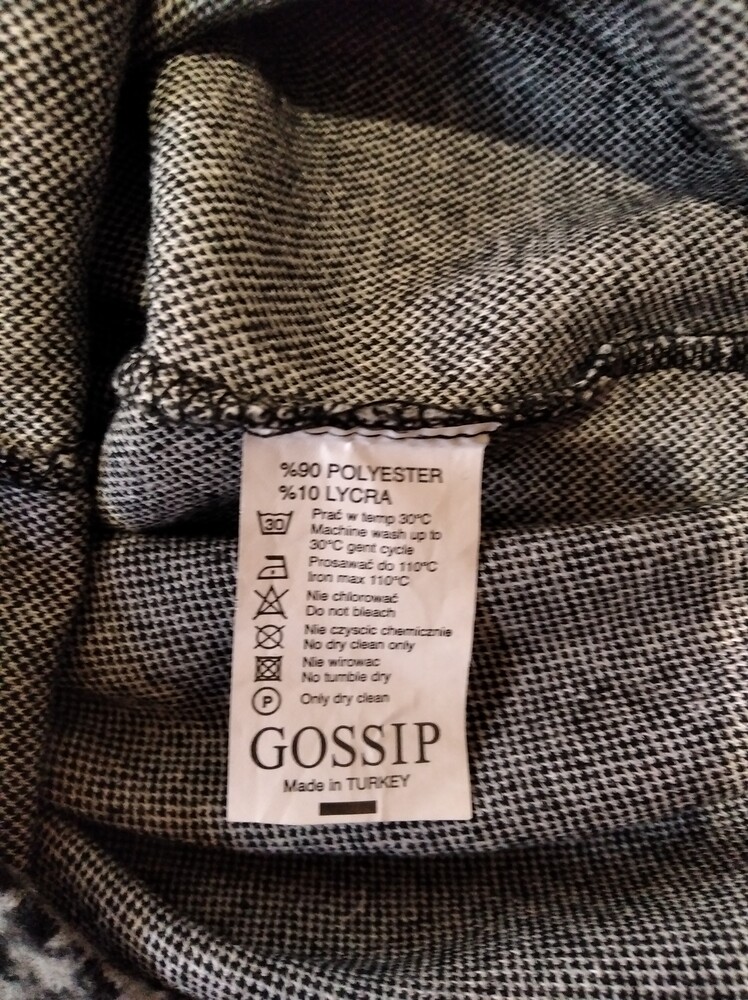 %90 POLYESTER
%10 LYCRA
30
Prać w temp 30°C
Machine wash up to
30°C gent cycle
Prosawać do 110°C
Iron max 110°C
Nie chlorować
Do not bleach
Nie czyscic chemicznie
No dry clean only
Nie wirowac
No tumble dry
P
Only dry clean
GOSSIP
Made in TURKEY